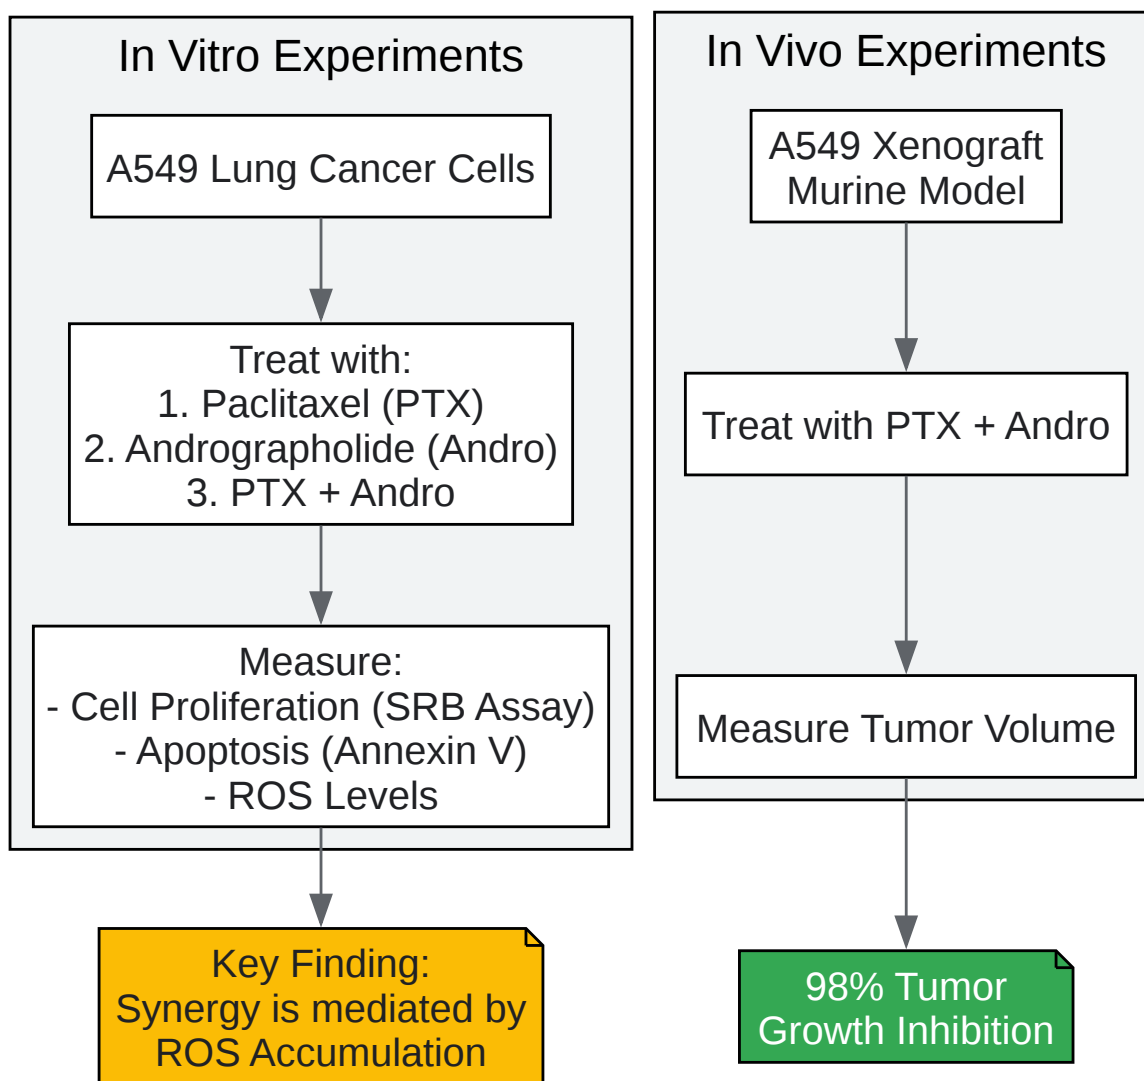 In Vitro Experiments
A549 Lung Cancer Cells
Treat with:
1. Paclitaxel (PTX)
2. Andrographolide (Andro)
3. PTX + Andro
Measure:
- Cell Proliferation (SRB Assay)
- Apoptosis (Annexin V)
- ROS Levels
Key Finding:
Synergy is mediated by
ROS Accumulation
In Vivo Experiments
A549 Xenograft
Murine Model
Treat with PTX + Andro
Measure Tumor Volume
98% Tumor
Growth Inhibition